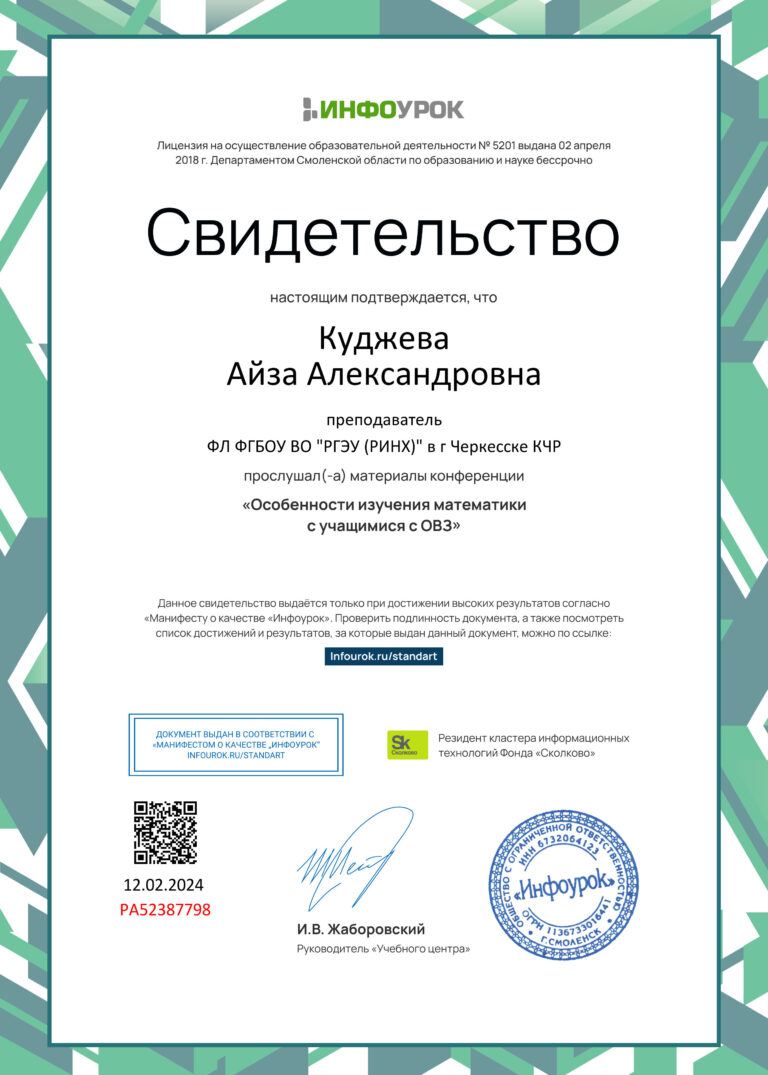 ИНФОУРОК
Лицензия на осуществление образовательной деятельности № 5201 выдана 02 апреля
2018 г. Департаментом Смоленской области по образованию и науке бессрочно
Свидетельство
настоящим подтверждается, что
Куджева
Айза Александровна
преподаватель
ФЛ ФГБОУ ВО "РГЭУ (РИНХ)" в г Черкесске КЧР
прослушал(-а) материалы конференции
«Особенности изучения математики
с учащимися с ОВЗ»
Данное свидетельство выдаётся только при достижении высоких результатов согласно
«Манифесту о качестве «Инфоурок». Проверить подлинность документа, а также посмотреть
список достижений и результатов, за которые выдан данный документ, можно по ссылке:
Infourok.ru/standart
ДОКУМЕНТ ВЫДАН В СООТВЕТСТВИИ С
«МАНИФЕСТОМ О КАЧЕСТВЕ „ИНФОУРОК"
INFOUROK.RU/STANDART
Sk
Сколково
Резидент кластера информационных
технологий Фонда «Сколково»
12.02.2024
РА52387798
И.В. Жаборовский
Руководитель «Учебного центра»
ОБЩЕСТВО С ОГРАНИЧЕННОЙ ОТВЕТСТВЕННОСТЬЮ
ИНН 6732064123
«Инфоурок»
ОГРН 1136733016441
Г.СМОЛЕНСК